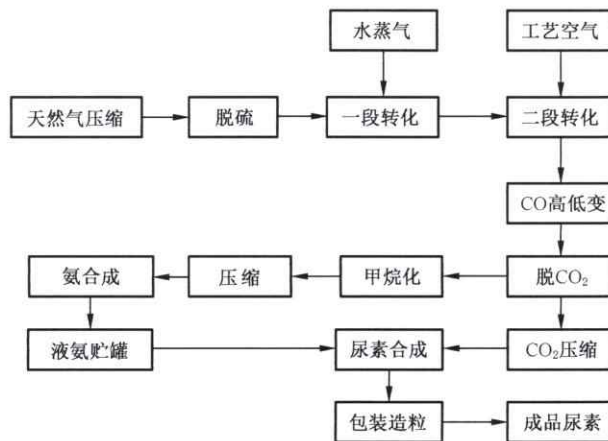 水蒸气
工艺空气
天然气压缩
脱硫
一段转化
二段转化
CO高低变
氨合成
压缩
甲烷化
脱CO₂
液氨贮罐
尿素合成
CO₂压缩
包装造粒
成品尿素